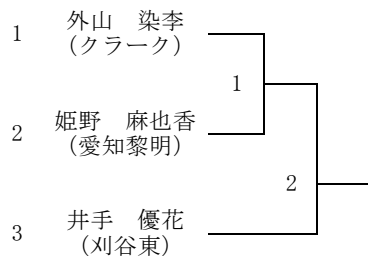 1 外山 染李
(クラーク)
1
2 姫野 麻也香
(愛知黎明)
2
3 井手 優花
(刈谷東)